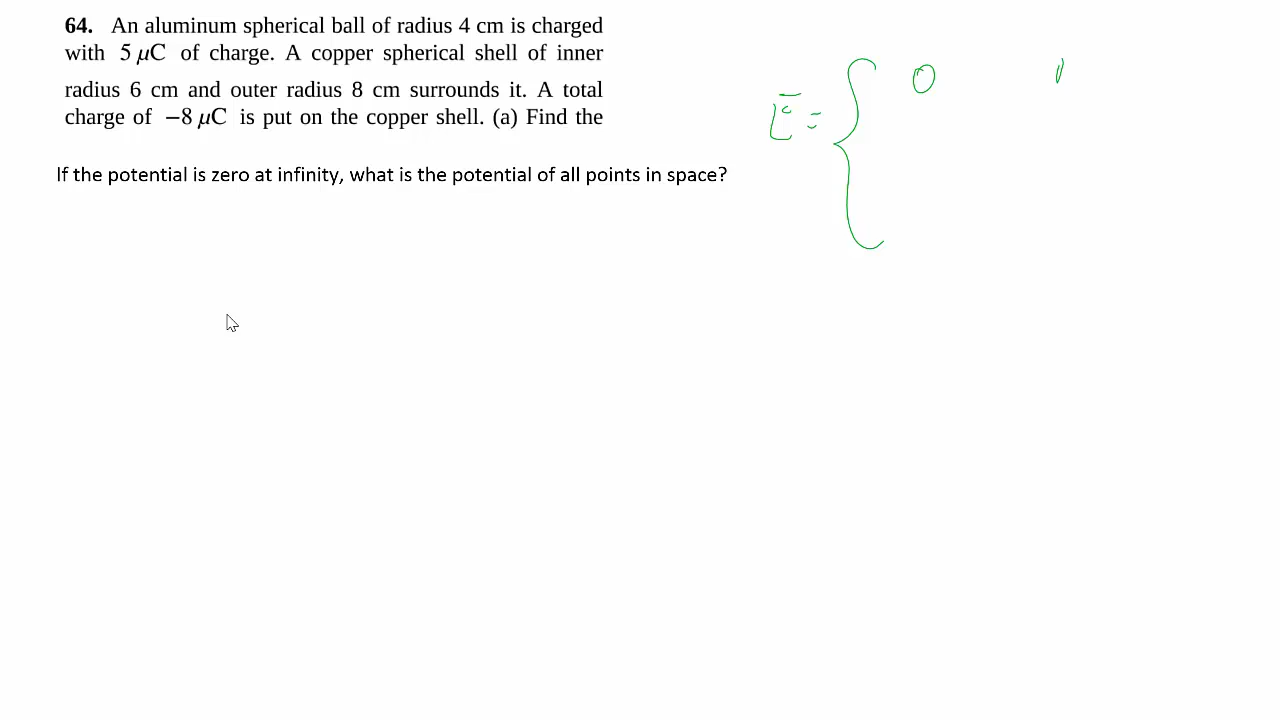 64. An aluminum spherical ball of radius 4 cm is charged
with 5 μC of charge. A copper spherical shell of inner
radius 6 cm and outer radius 8 cm surrounds it. A total
charge of −8 μC is put on the copper shell. (a) Find the
If the potential is zero at infinity, what is the potential of all points in space?
E = { 0